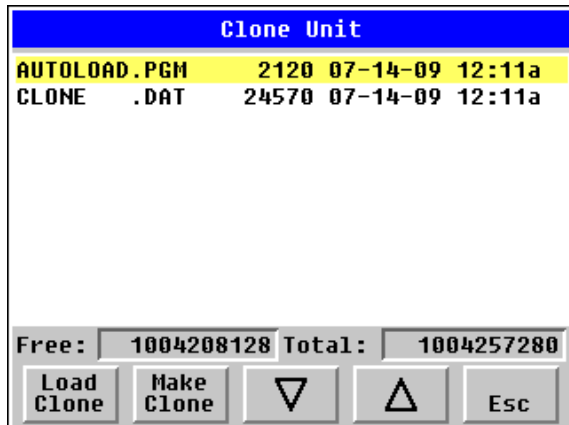 Clone Unit
AUTOLOAD.PGM 2120 07-14-09 12:11a
CLONE .DAT 24570 07-14-09 12:11a
Free: 1004208128 Total: 1004257280
Load Clone
Make Clone
Esc